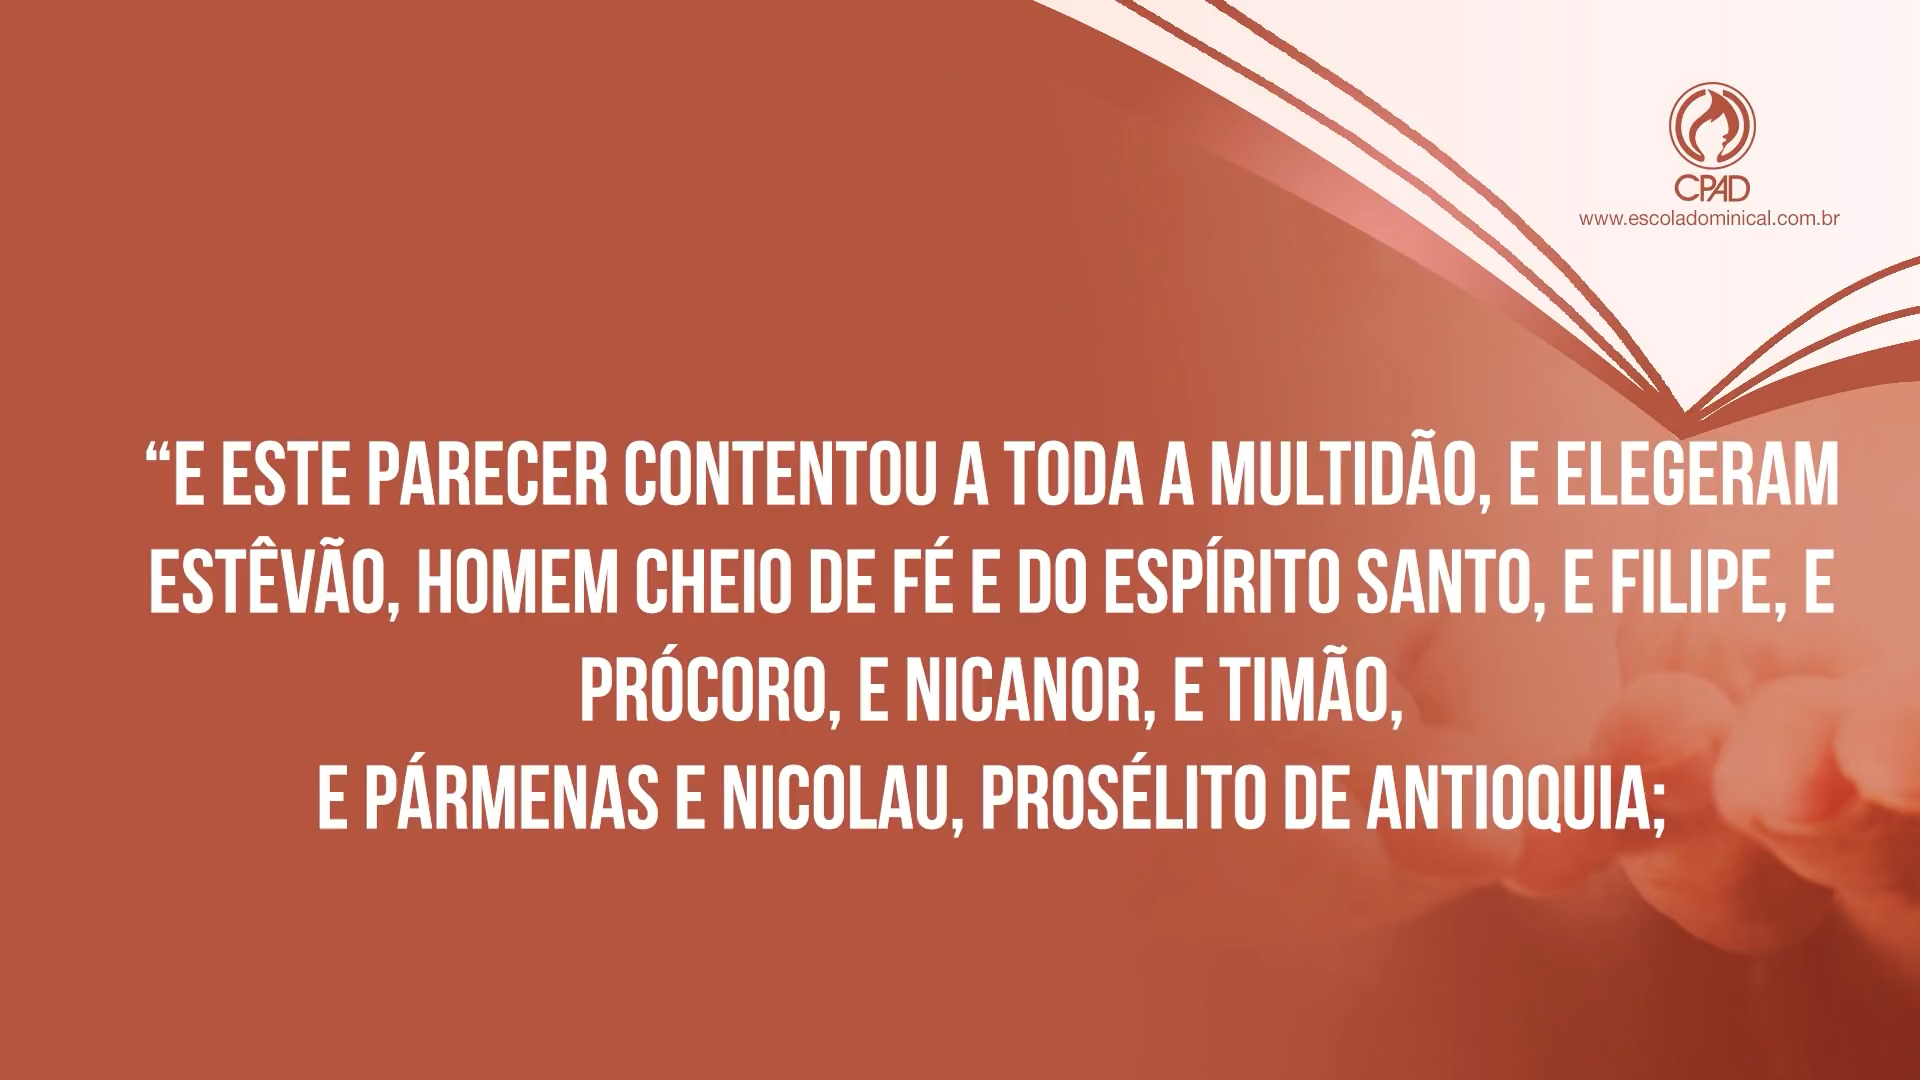 CPAD
www.escoladominical.com.br
“E ESTE PARECER CONTENTOU A TODA A MULTIDÃO, E ELEGERAM
ESTÊVÃO, HOMEM CHEIO DE FÉ E DO ESPÍRITO SANTO, E FILIPE, E
PRÓCORO, E NICANOR, E TIMÃO,
E PÁRMENAS E NICOLAU, PROSÉLITO DE ANTIOQUIA;